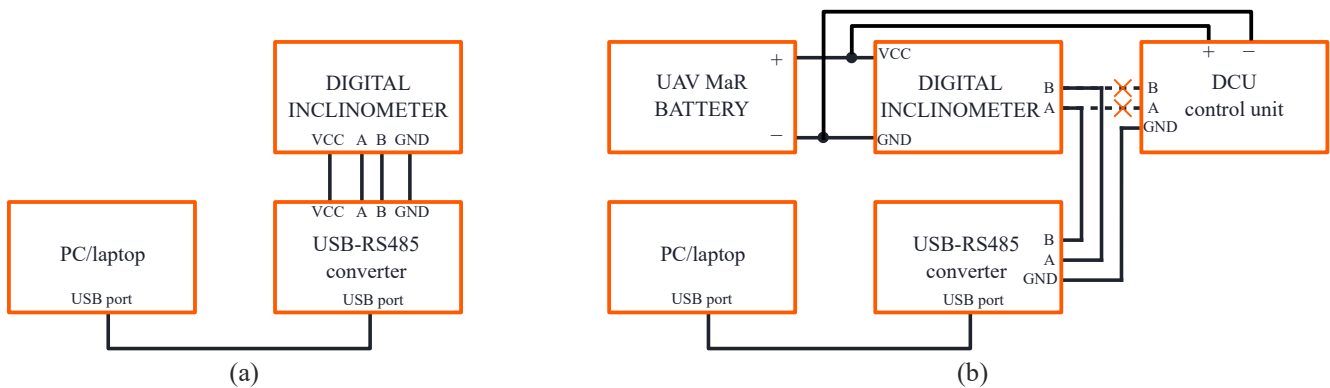 DIGITAL
INCLINOMETER
VCC A B GND
VCC A B GND
USB-RS485
converter
USB port
PC/laptop
USB port
(a)
UAV MaR
BATTERY
+
−
VCC
DIGITAL
INCLINOMETER
B
A
GND
+ −
DCU
control unit
B
A
GND
PC/laptop
USB port
USB-RS485
converter
B
A
GND
USB port
(b)